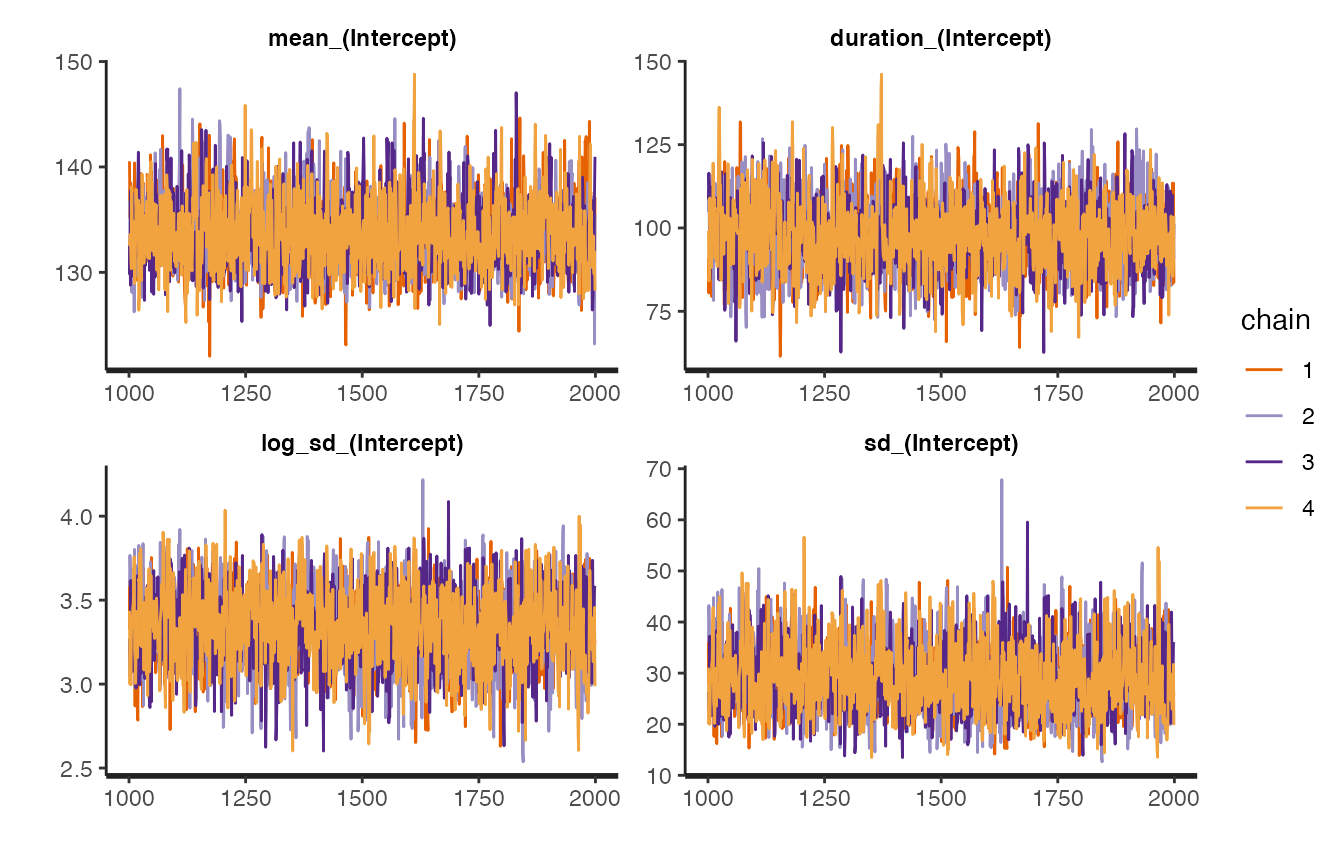 mean_(Intercept)
150
140
130
1000 1250 1500 1750 2000
duration_(Intercept)
150
125
100
75
1000 1250 1500 1750 2000
log_sd_(Intercept)
4.0
3.5
3.0
2.5
1000 1250 1500 1750 2000
sd_(Intercept)
70
60
50
40
30
20
10
1000 1250 1500 1750 2000
chain
1
2
3
4